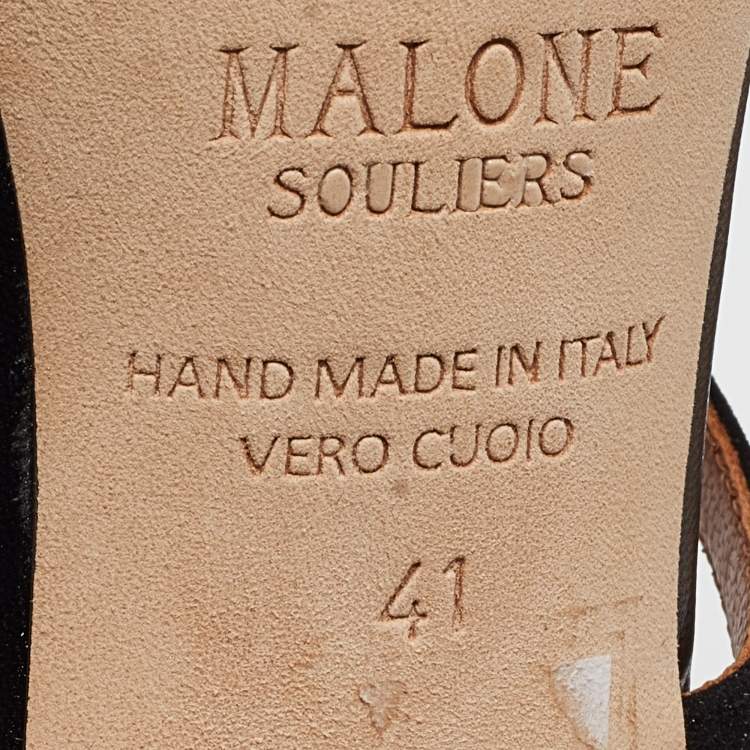 MALONE
SOULIERS
HAND MADE IN ITALY
VERO CUOIO
41